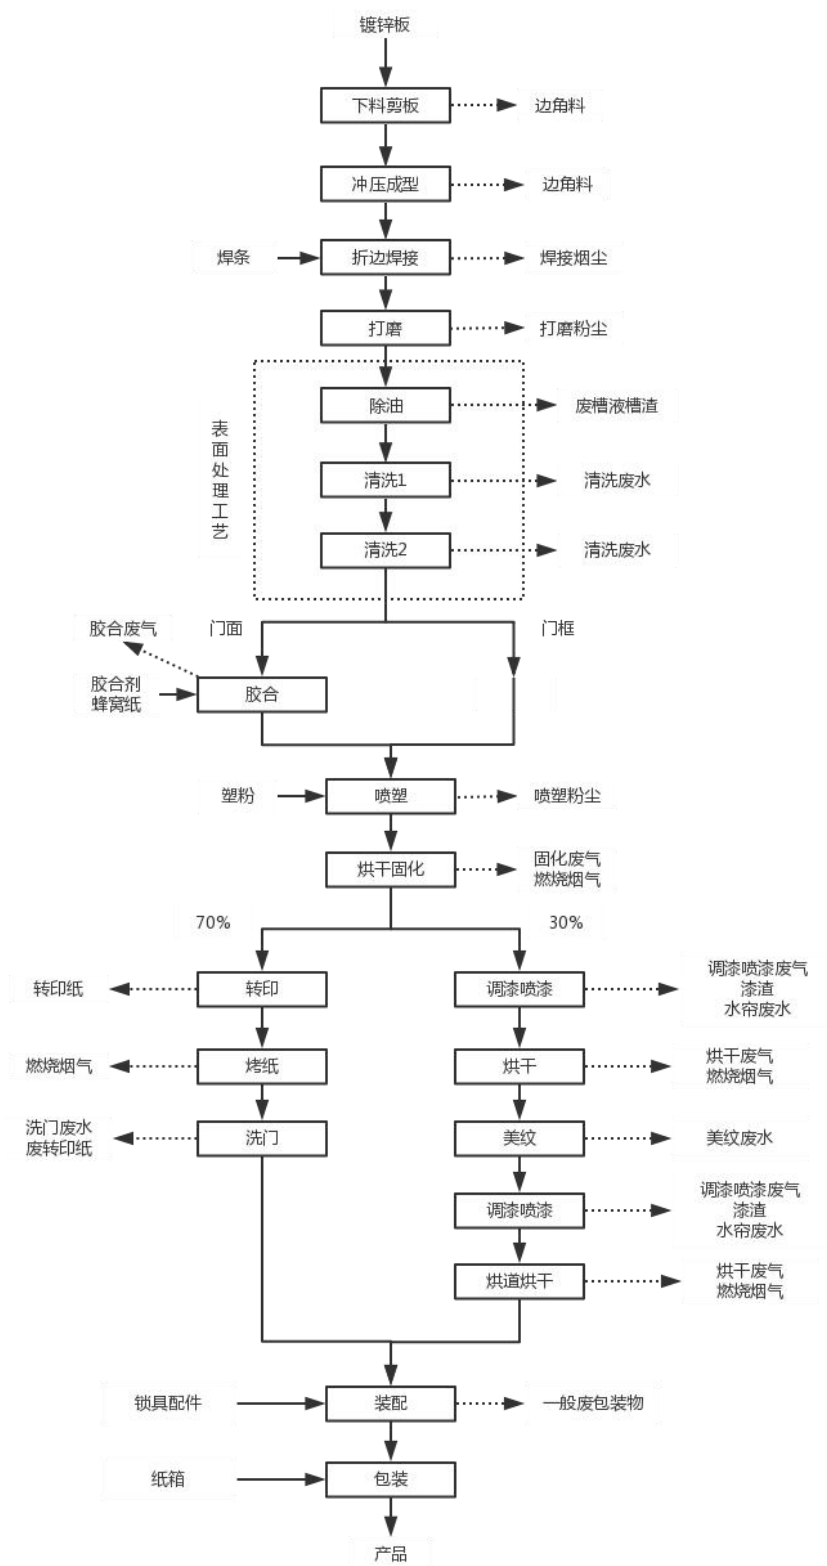 镀锌板
下料剪板
边角料
冲压成型
边角料
焊条
折边焊接
焊接烟尘
打磨
打磨粉尘
表面处理工艺
除油
废槽液槽渣
清洗1
清洗废水
清洗2
清洗废水
胶合废气
门面
门框
胶合剂
蜂窝纸
胶合
塑粉
喷塑
喷塑粉尘
烘干固化
固化废气
燃烧烟气
70%
30%
转印纸
转印
调漆喷漆
调漆喷漆废气
漆渣
水帘废水
燃烧烟气
烤纸
烘干
烘干废气
燃烧烟气
洗门废水
废转印纸
洗门
美纹
美纹废水
调漆喷漆
调漆喷漆废气
漆渣
水帘废水
烘道烘干
烘干废气
燃烧烟气
锁具配件
装配
一般废包装物
纸箱
包装
产品